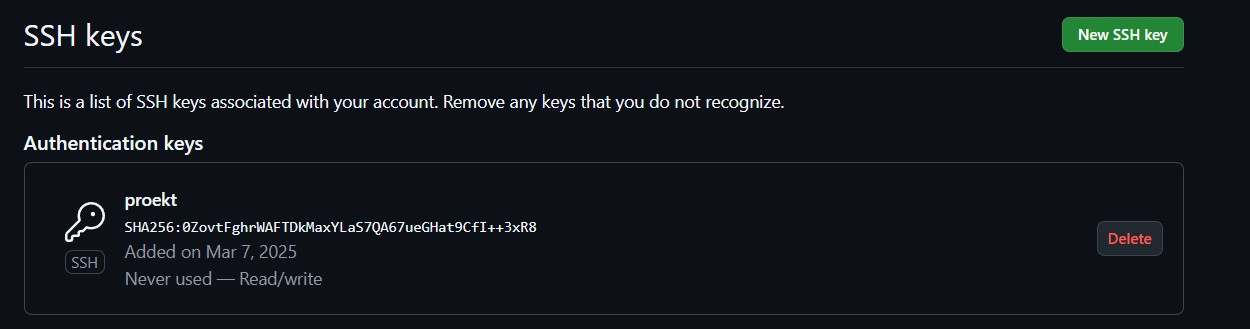 SSH keys
New SSH key
This is a list of SSH keys associated with your account. Remove any keys that you do not recognize.
Authentication keys
proekt
SHA256:0ZovtFghrWAFTDkMaxYLaS7QA67ueGHat9CfI++3xR8
Added on Mar 7, 2025
Never used — Read/write
SSH
Delete